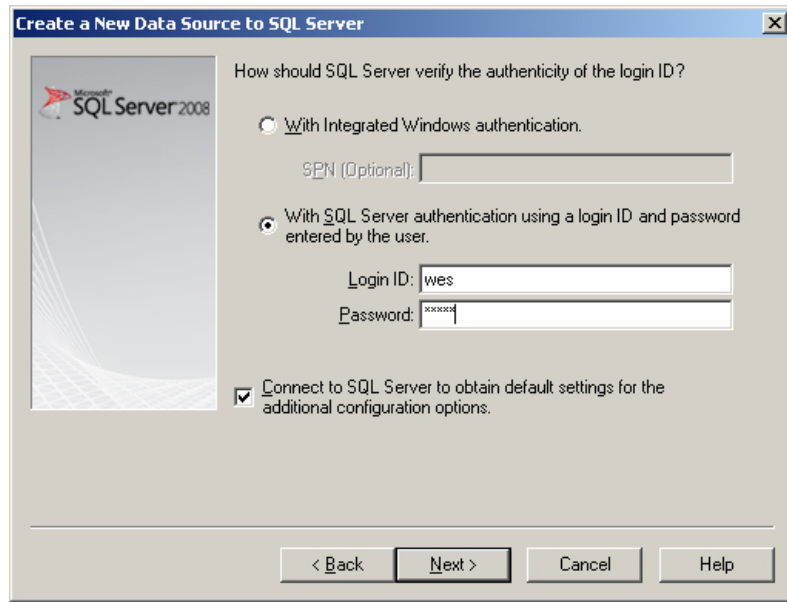 Create a New Data Source to SQL Server
How should SQL Server verify the authenticity of the login ID?
Microsoft
SQL Server 2008
With Integrated Windows authentication.
SPN (Optional):
With SQL Server authentication using a login ID and password
entered by the user.
Login ID: wes
Password: *****
Connect to SQL Server to obtain default settings for the
additional configuration options.
< Back Next > Cancel Help